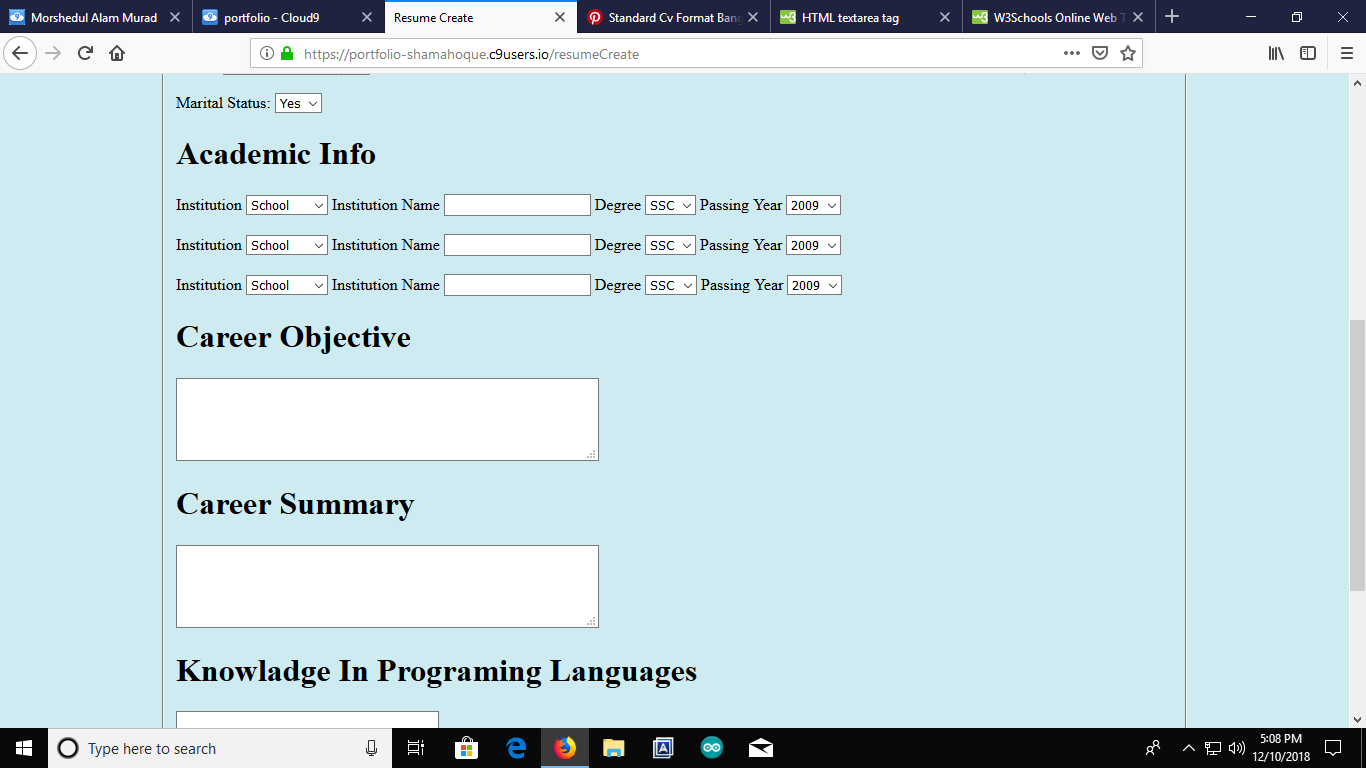 Morshedul Alam Murad
portfolio - Cloud9
Resume Create
Standard Cv Format Bang
HTML textarea tag
W3Schools Online Web T
https://portfolio-shamahoque.c9users.io/resumeCreate
Marital Status: Yes
Academic Info
Institution School Institution Name Degree SSC Passing Year 2009
Institution School Institution Name Degree SSC Passing Year 2009
Institution School Institution Name Degree SSC Passing Year 2009
Career Objective
Career Summary
Knowladge In Programing Languages
Type here to search
5:08 PM
12/10/2018